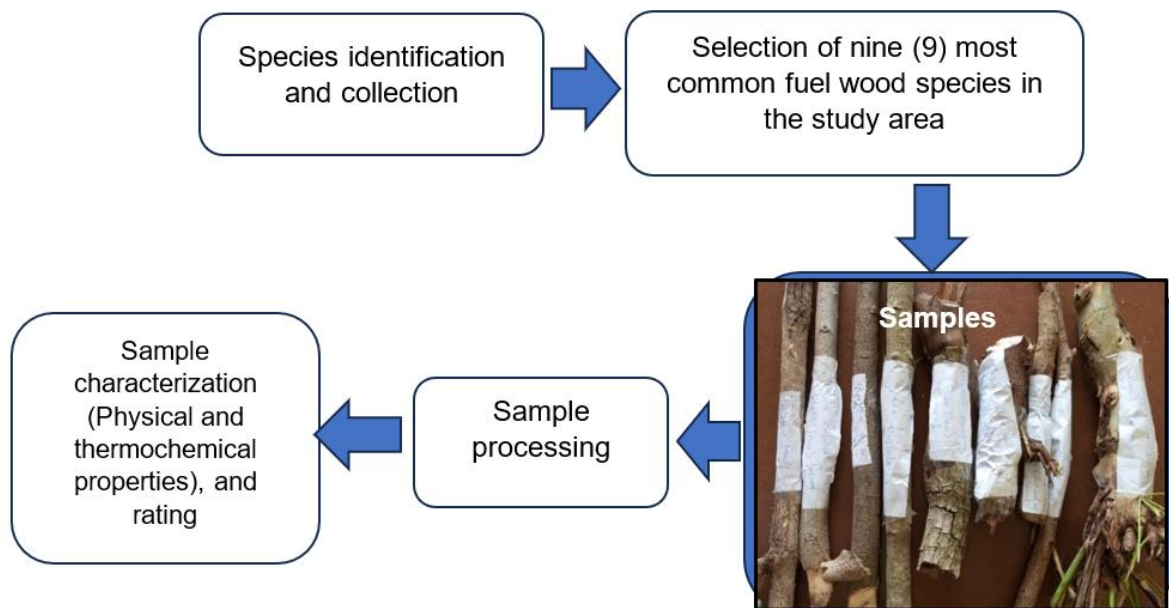 Species identification
and collection
Selection of nine (9) most
common fuel wood species in
the study area
Samples
Sample
processing
Sample
characterization
(Physical and
thermochemical
properties), and
rating